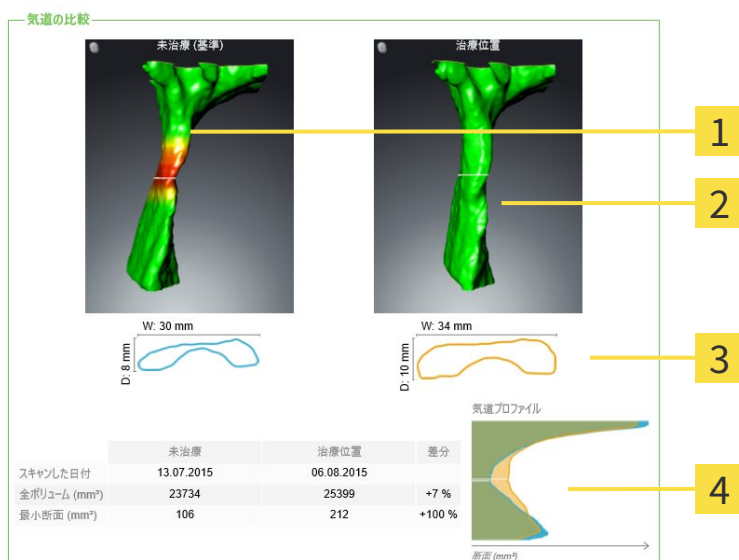 気道の比較
未治療 (基準)
治療位置
1
2
W: 30 mm
D: 8 mm
W: 34 mm
D: 10 mm
3
気道プロファイル
未治療 治療位置 差分
スキャンした日付 13.07.2015 06.08.2015
全ボリューム (mm³) 23734 25399 +7 %
最小断面 (mm²) 106 212 +100 %
4
断面 (mm²)